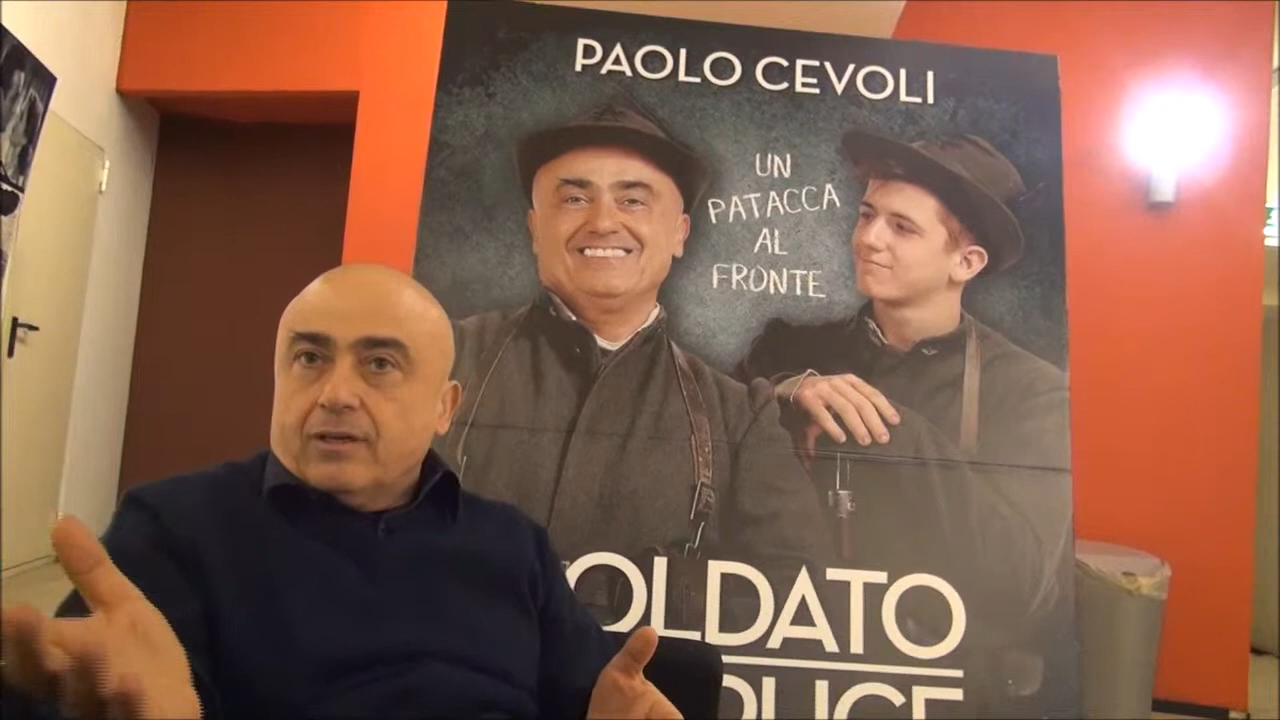 PAOLO CEVOLI
UN
PATACCA
AL
FRONTE
OLDATO